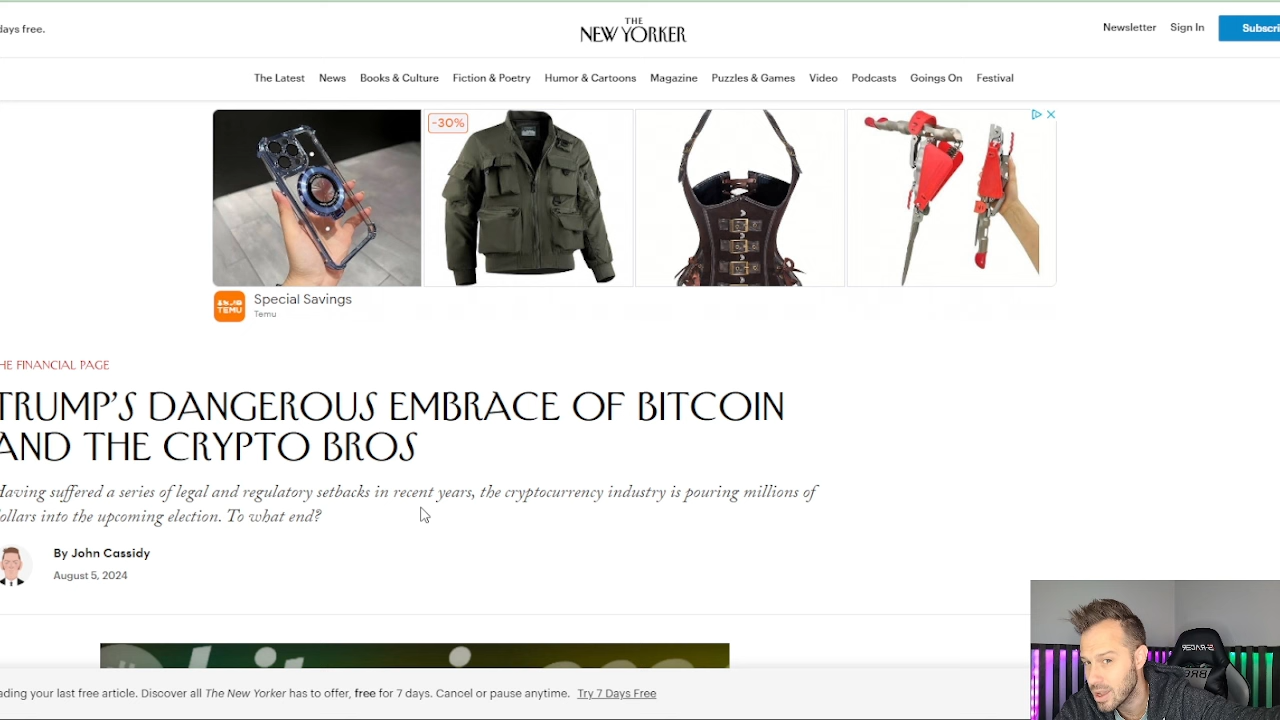 days free.
THE
NEW YORKER
Newsletter Sign In Subscri
The Latest News Books & Culture Fiction & Poetry Humor & Cartoons Magazine Puzzles & Games Video Podcasts Goings On Festival
-30%
TEMU
Special Savings
Temu
HE FINANCIAL PAGE
TRUMP'S DANGEROUS EMBRACE OF BITCOIN
AND THE CRYPTO BROS
Having suffered a series of legal and regulatory setbacks in recent years, the cryptocurrency industry is pouring millions of
dollars into the upcoming election. To what end?
By John Cassidy
August 5, 2024
ading your last free article. Discover all The New Yorker has to offer, free for 7 days. Cancel or pause anytime. Try 7 Days Free